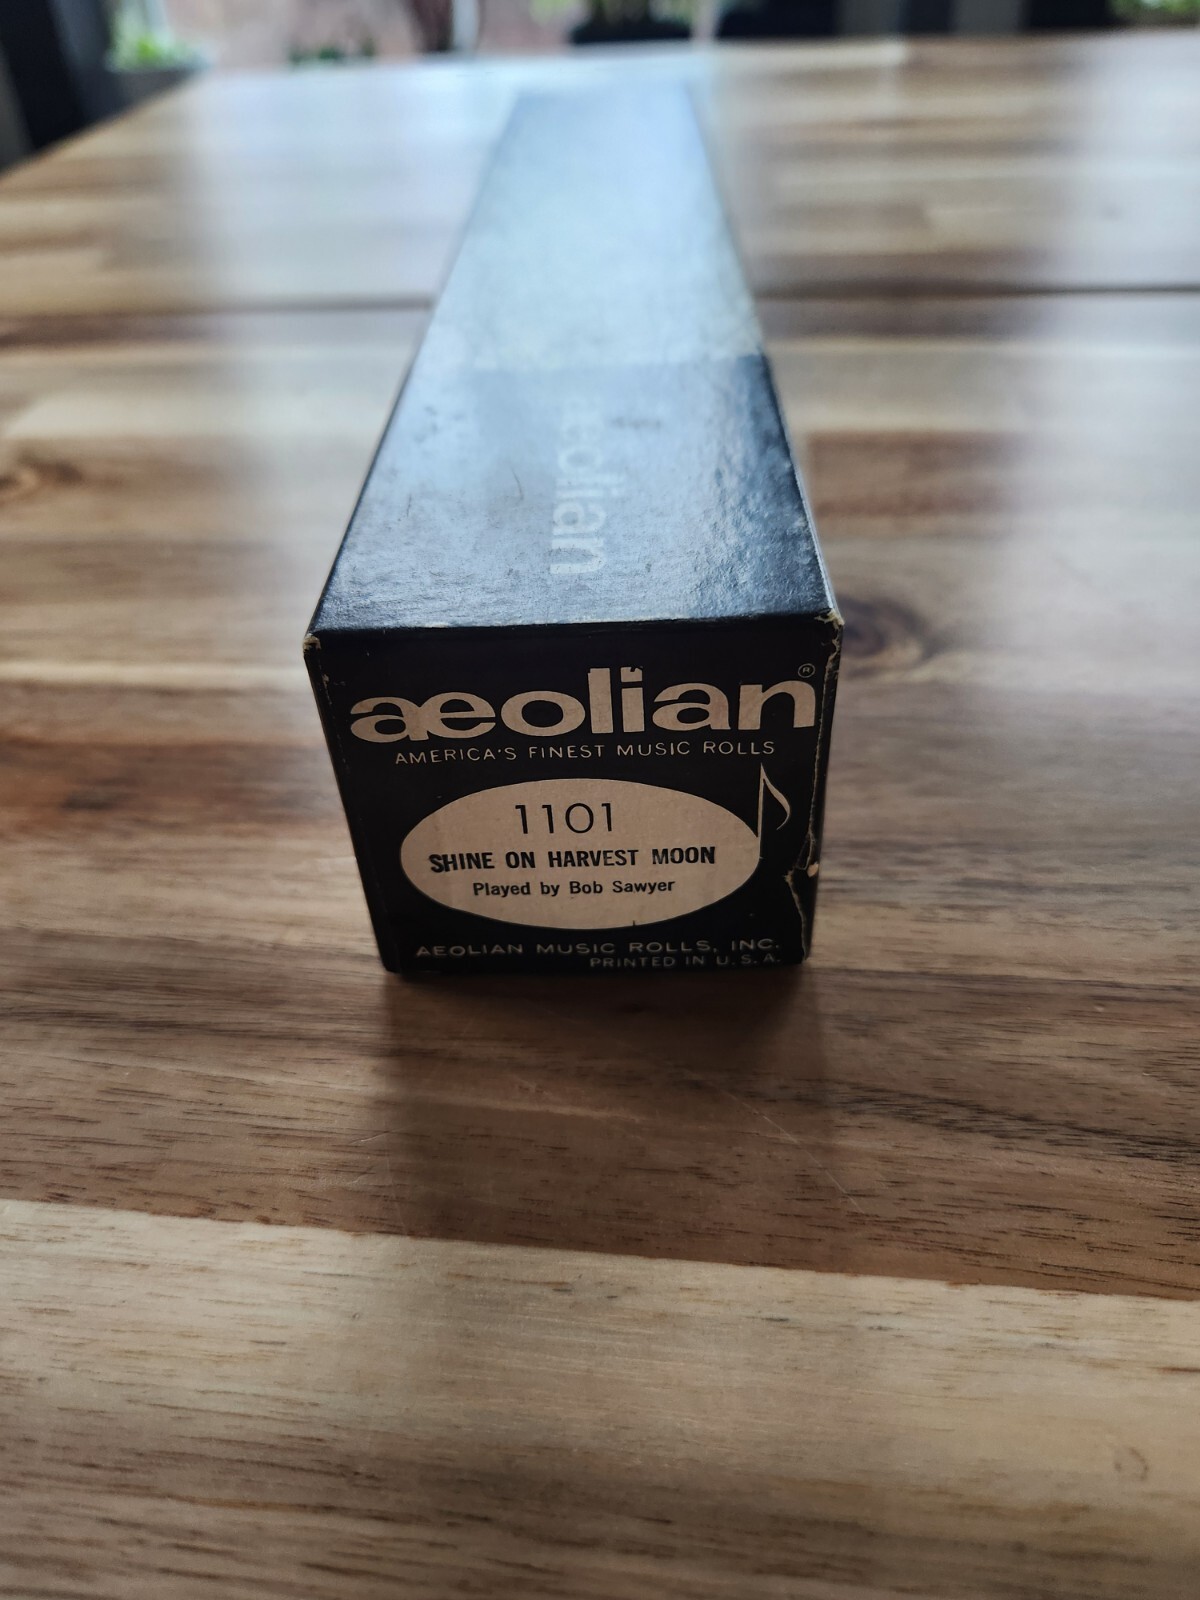 aeolian
aeolian®
AMERICA'S FINEST MUSIC ROLLS
1101
SHINE ON HARVEST MOON
Played by Bob Sawyer
AEOLIAN MUSIC ROLLS, INC.
PRINTED IN U.S.A.